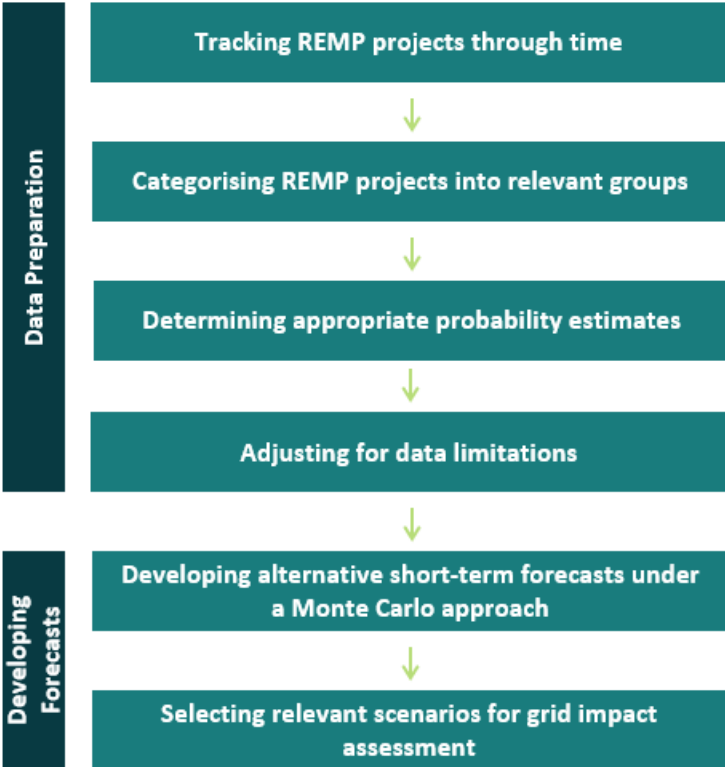 Data Preparation
Tracking REMP projects through time
Categorising REMP projects into relevant groups
Determining appropriate probability estimates
Adjusting for data limitations
Developing
Forecasts
Developing alternative short-term forecasts under
a Monte Carlo approach
Selecting relevant scenarios for grid impact
assessment